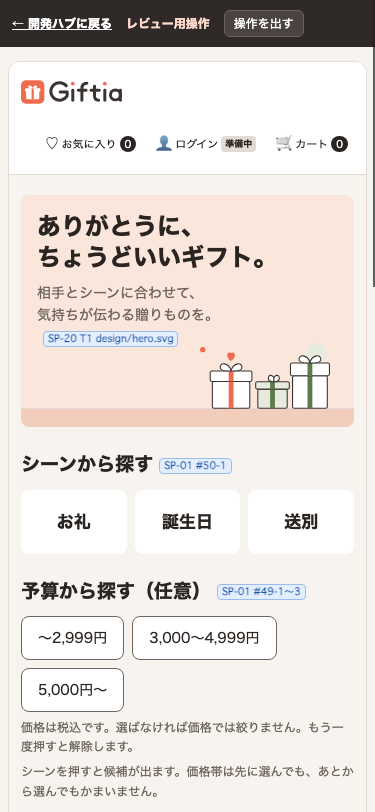 ← 開発ハブに戻る レビュー用操作 操作を出す
Giftia
♡ お気に入り 0 ログイン 準備中 カート 0
ありがとうに、
ちょうどいいギフト。
相手とシーンに合わせて、
気持ちが伝わる贈りものを。
SP-20 T1 design/hero.svg
シーンから探す SP-01 #50-1
お礼 誕生日 送別
予算から探す（任意） SP-01 #49-1〜3
〜2,999円 3,000〜4,999円
5,000円〜
価格は税込です。選ばなければ価格では絞りません。もう一
度押すと解除します。
シーンを押すと候補が出ます。価格帯は先に選んでも、あとか
ら選んでもかまいません。